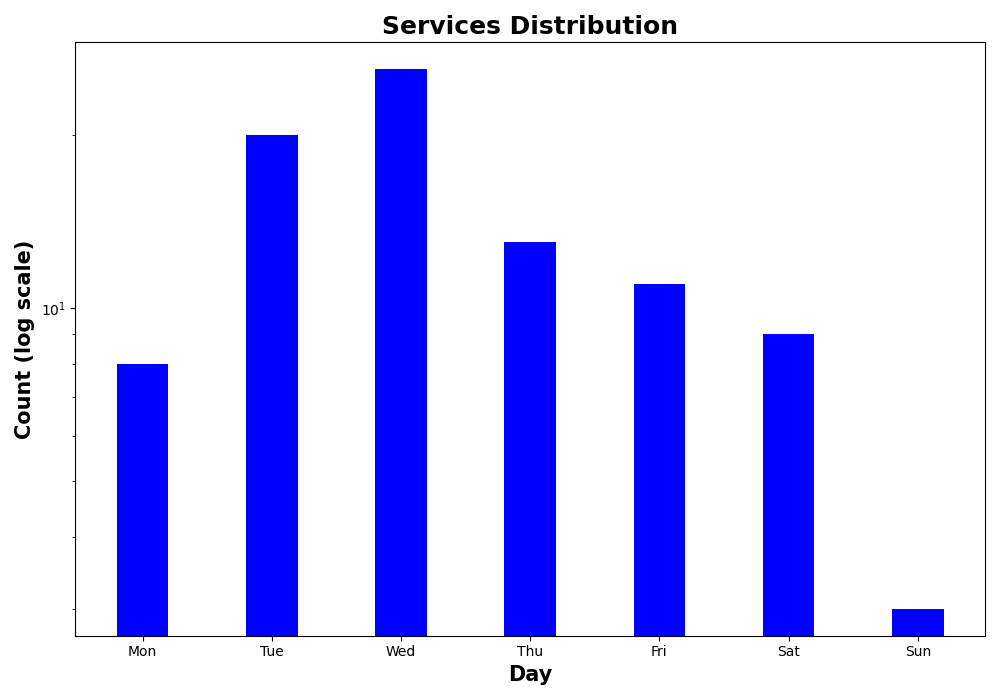 Services Distribution
Count (log scale)
10¹
Mon Tue Wed Thu Fri Sat Sun
Day